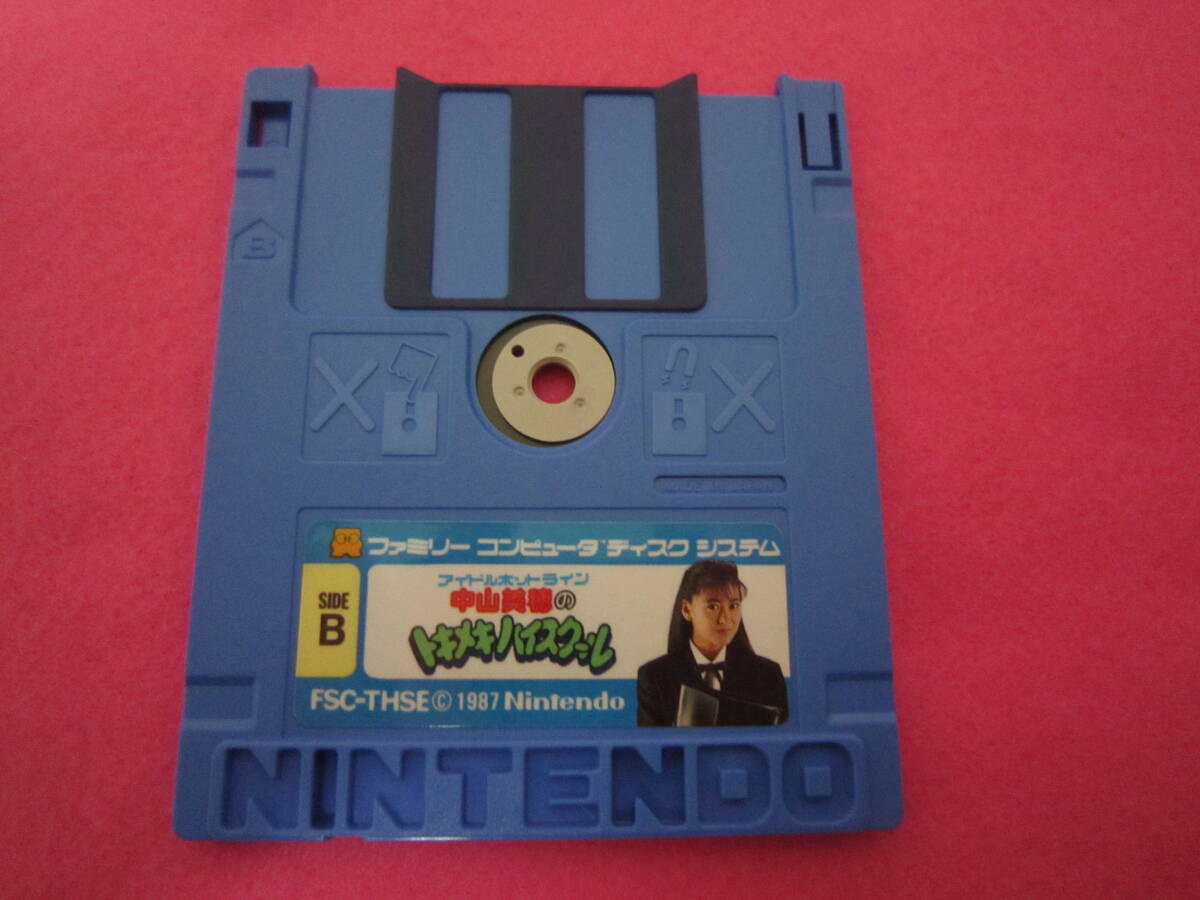 B
ファミリー コンピュータ ディスク システム
アイドルホットライン
SIDE
B
中山美穂の
トキメキハイスクール
FSC-THSE © 1987 Nintendo
NINTENDO